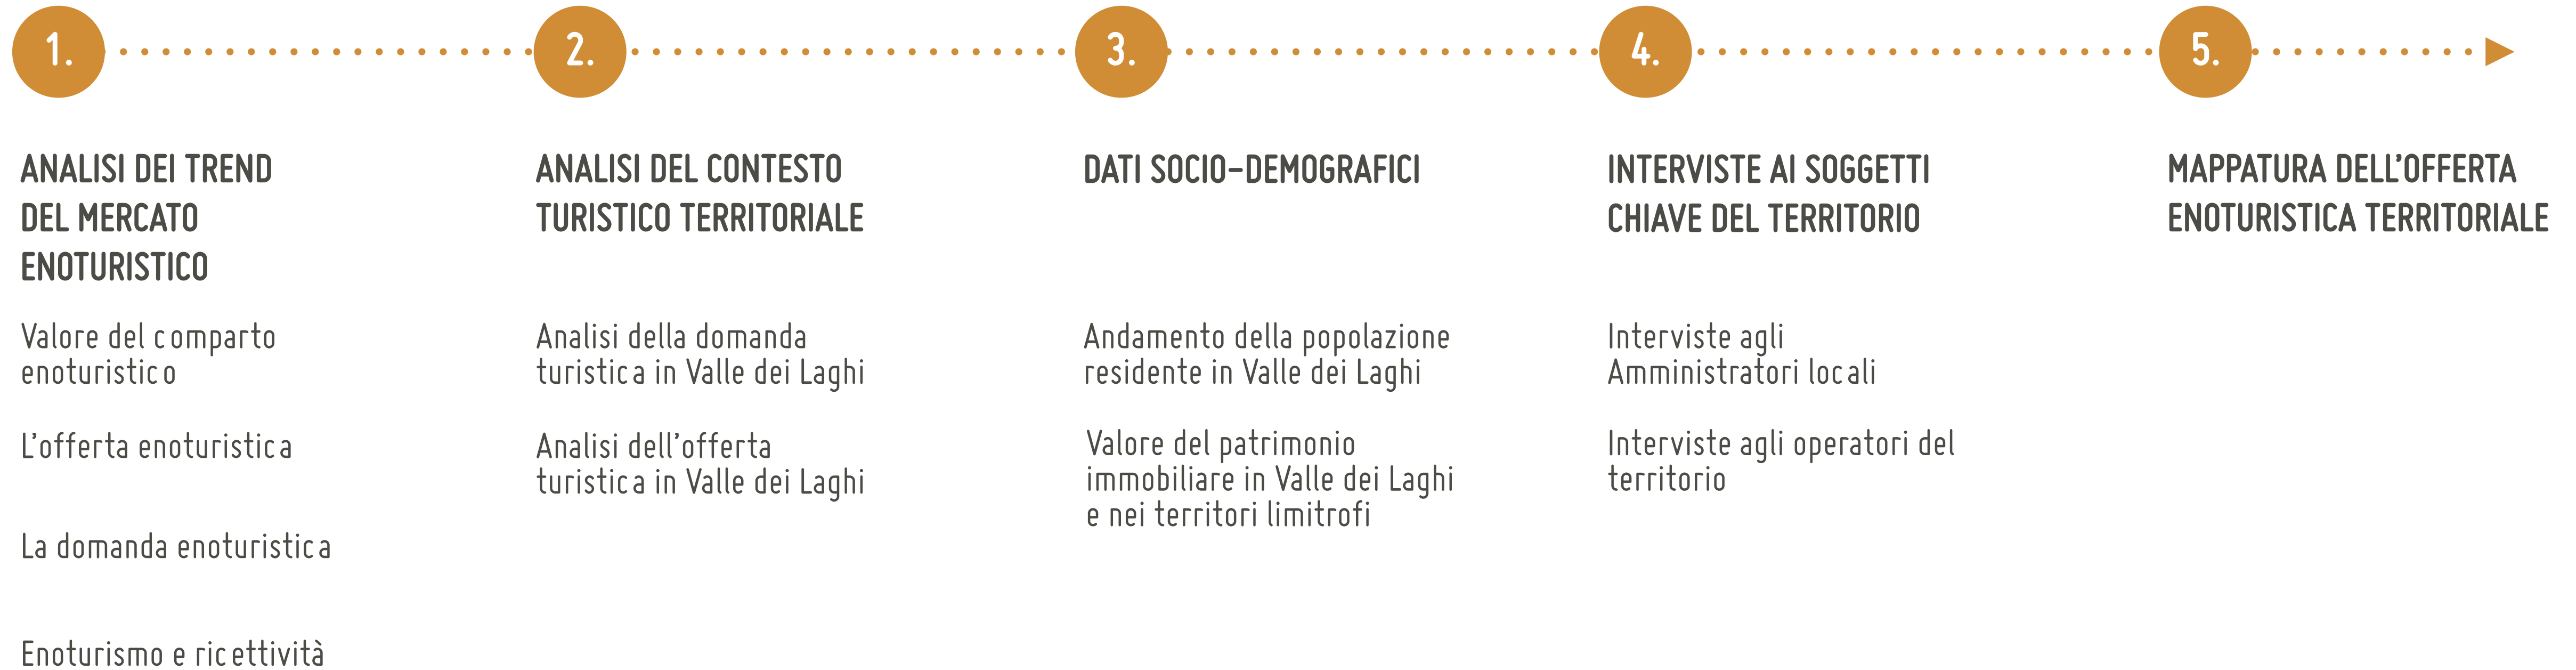 1.
ANALISI DEI TREND
DEL MERCATO
ENOTURISTICO
Valore del comparto
enoturistico
L’offerta enoturistica
La domanda enoturistica
Enoturismo e ricettività
2.
ANALISI DEL CONTESTO
TURISTICO TERRITORIALE
Analisi della domanda
turistica in Valle dei Laghi
Analisi dell’offerta
turistica in Valle dei Laghi
3.
DATI SOCIO-DEMOGRAFICI
Andamento della popolazione
residente in Valle dei Laghi
Valore del patrimonio
immobiliare in Valle dei Laghi
e nei territori limitrofi
4.
INTERVISTE AI SOGGETTI
CHIAVE DEL TERRITORIO
Interviste agli
Amministratori locali
Interviste agli operatori del
territorio
5.
MAPPATURA DELL’OFFERTA
ENOTURISTICA TERRITORIALE